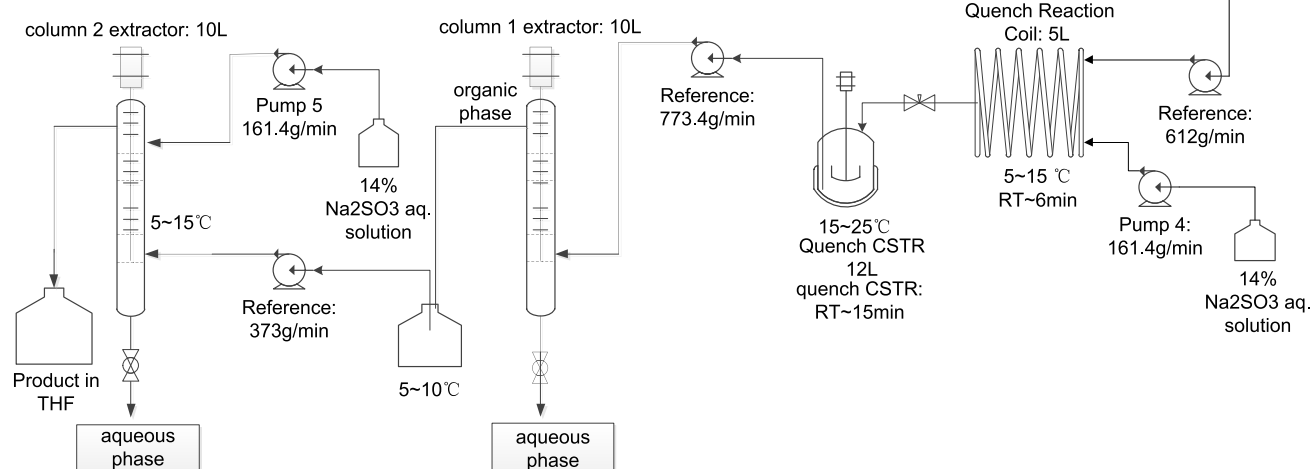 column 2 extractor: 10L
Pump 5
161.4g/min
14%
Na2SO3 aq.
solution
5~15℃
Reference:
373g/min
Product in
THF
aqueous
phase
column 1 extractor: 10L
organic
phase
5~10℃
aqueous
phase
Reference:
773.4g/min
15~25℃
Quench CSTR
12L
quench CSTR:
RT~15min
Quench Reaction
Coil: 5L
5~15 ℃
RT~6min
Reference:
612g/min
Pump 4:
161.4g/min
14%
Na2SO3 aq.
solution